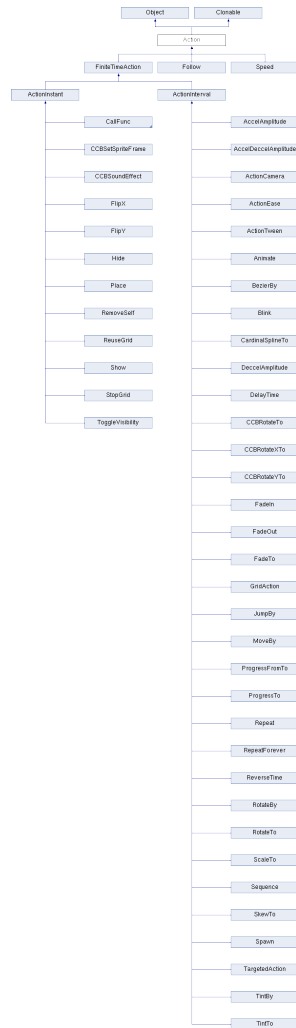 Object
Clonable
Action
FiniteTimeAction
Follow
Speed
ActionInstant
ActionInterval
CallFunc
CCBSetSpriteFrame
CCBSoundEffect
FlipX
FlipY
Hide
Place
RemoveSelf
ReuseGrid
Show
StopGrid
ToggleVisibility
AccelAmplitude
AccelDeccelAmplitude
ActionCamera
ActionEase
ActionTween
Animate
BezierBy
Blink
CardinalSplineTo
DeccelAmplitude
DelayTime
CCBRotateTo
CCBRotateXTo
CCBRotateYTo
FadeIn
FadeOut
FadeTo
GridAction
JumpBy
MoveBy
ProgressFromTo
ProgressTo
Repeat
RepeatForever
ReverseTime
RotateBy
RotateTo
ScaleTo
Sequence
SkewTo
Spawn
TargetedAction
TintBy
TintTo